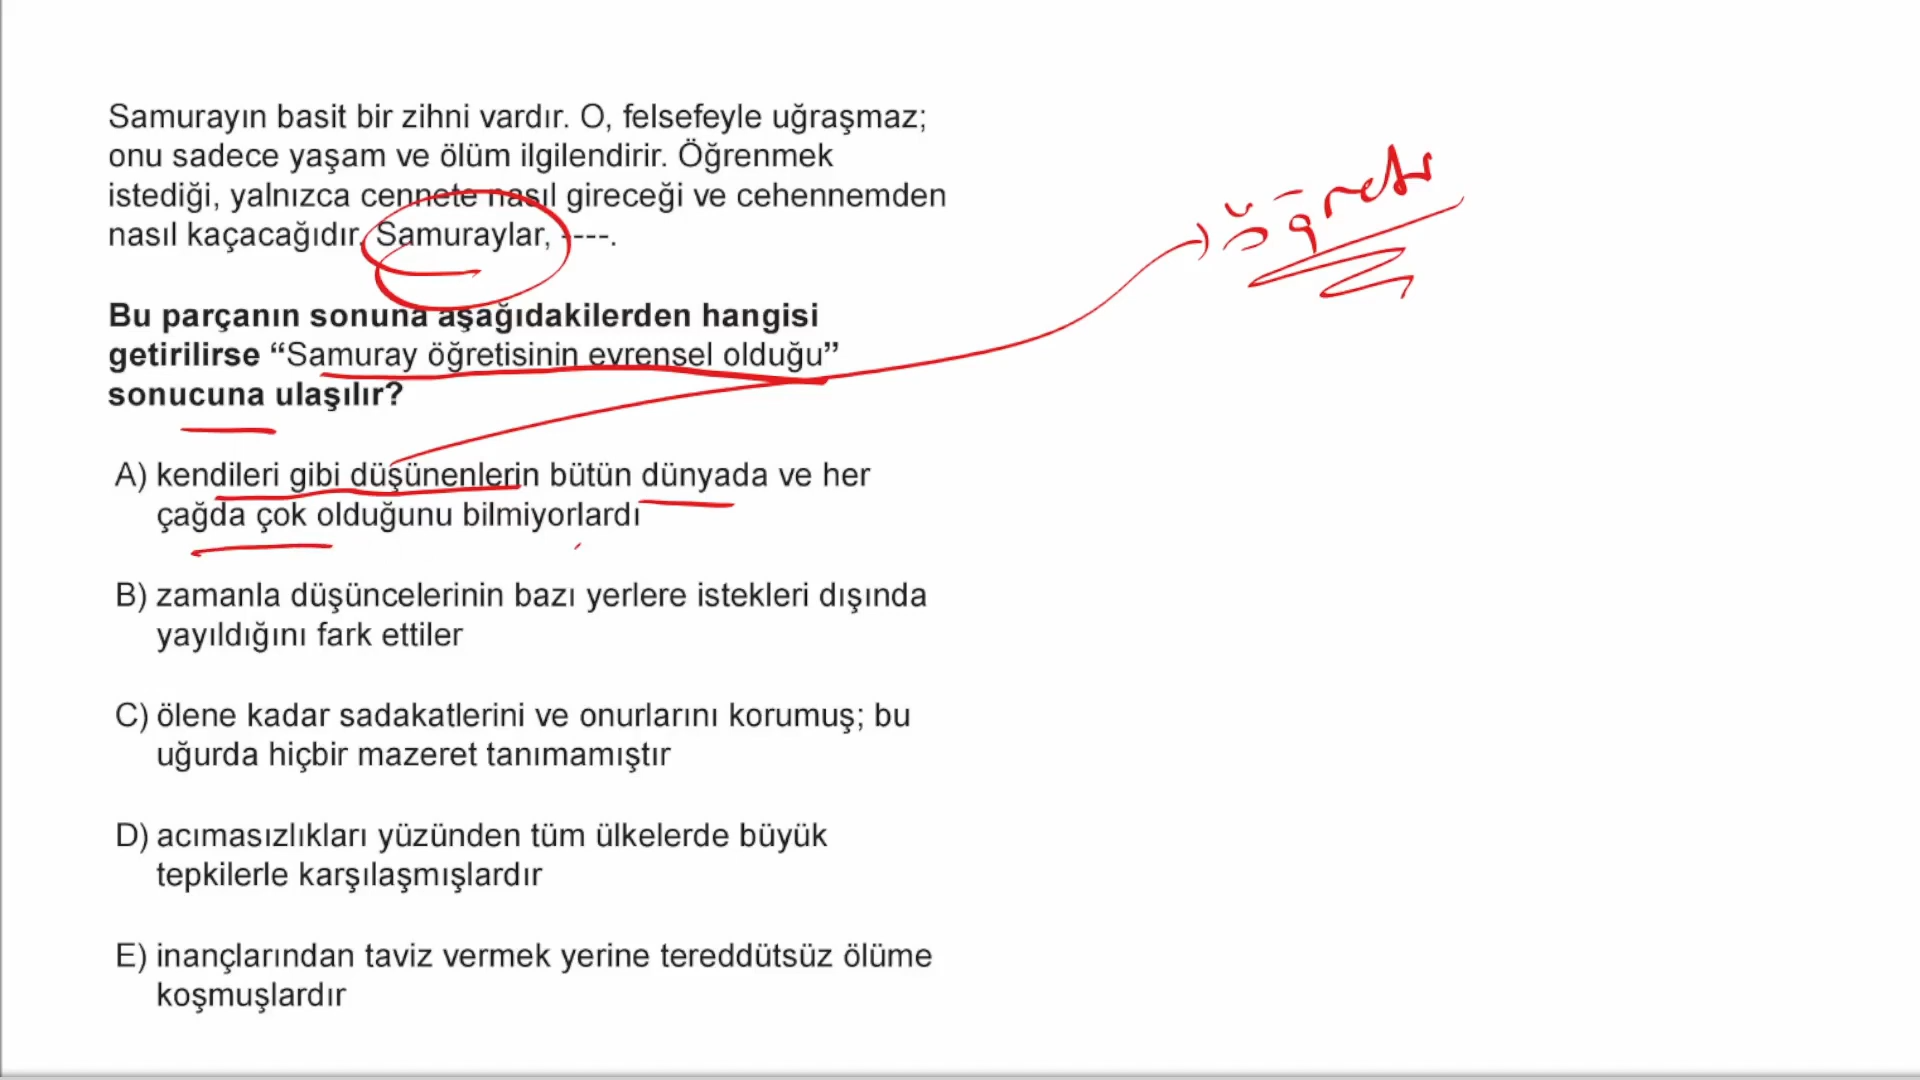 Samurayın basit bir zihni vardır. O, felsefeyle uğraşmaz;
onu sadece yaşam ve ölüm ilgilendirir. Öğrenmek
istediği, yalnızca cennete nasıl gireceği ve cehennemden
nasıl kaçacağıdır. Samuraylar, ----.
öğreti
Bu parçanın sonuna aşağıdakilerden hangisi
getirilirse “Samuray öğretisinin evrensel olduğu”
sonucuna ulaşılır?
A) kendileri gibi düşünenlerin bütün dünyada ve her
çağda çok olduğunu bilmiyorlardı
B) zamanla düşüncelerinin bazı yerlere istekleri dışında
yayıldığını fark ettiler
C) ölene kadar sadakatlerini ve onurlarını korumuş; bu
uğurda hiçbir mazeret tanımamıştır
D) acımasızlıkları yüzünden tüm ülkelerde büyük
tepkilerle karşılaşmışlardır
E) inançlarından taviz vermek yerine tereddütsüz ölüme
koşmuşlardır